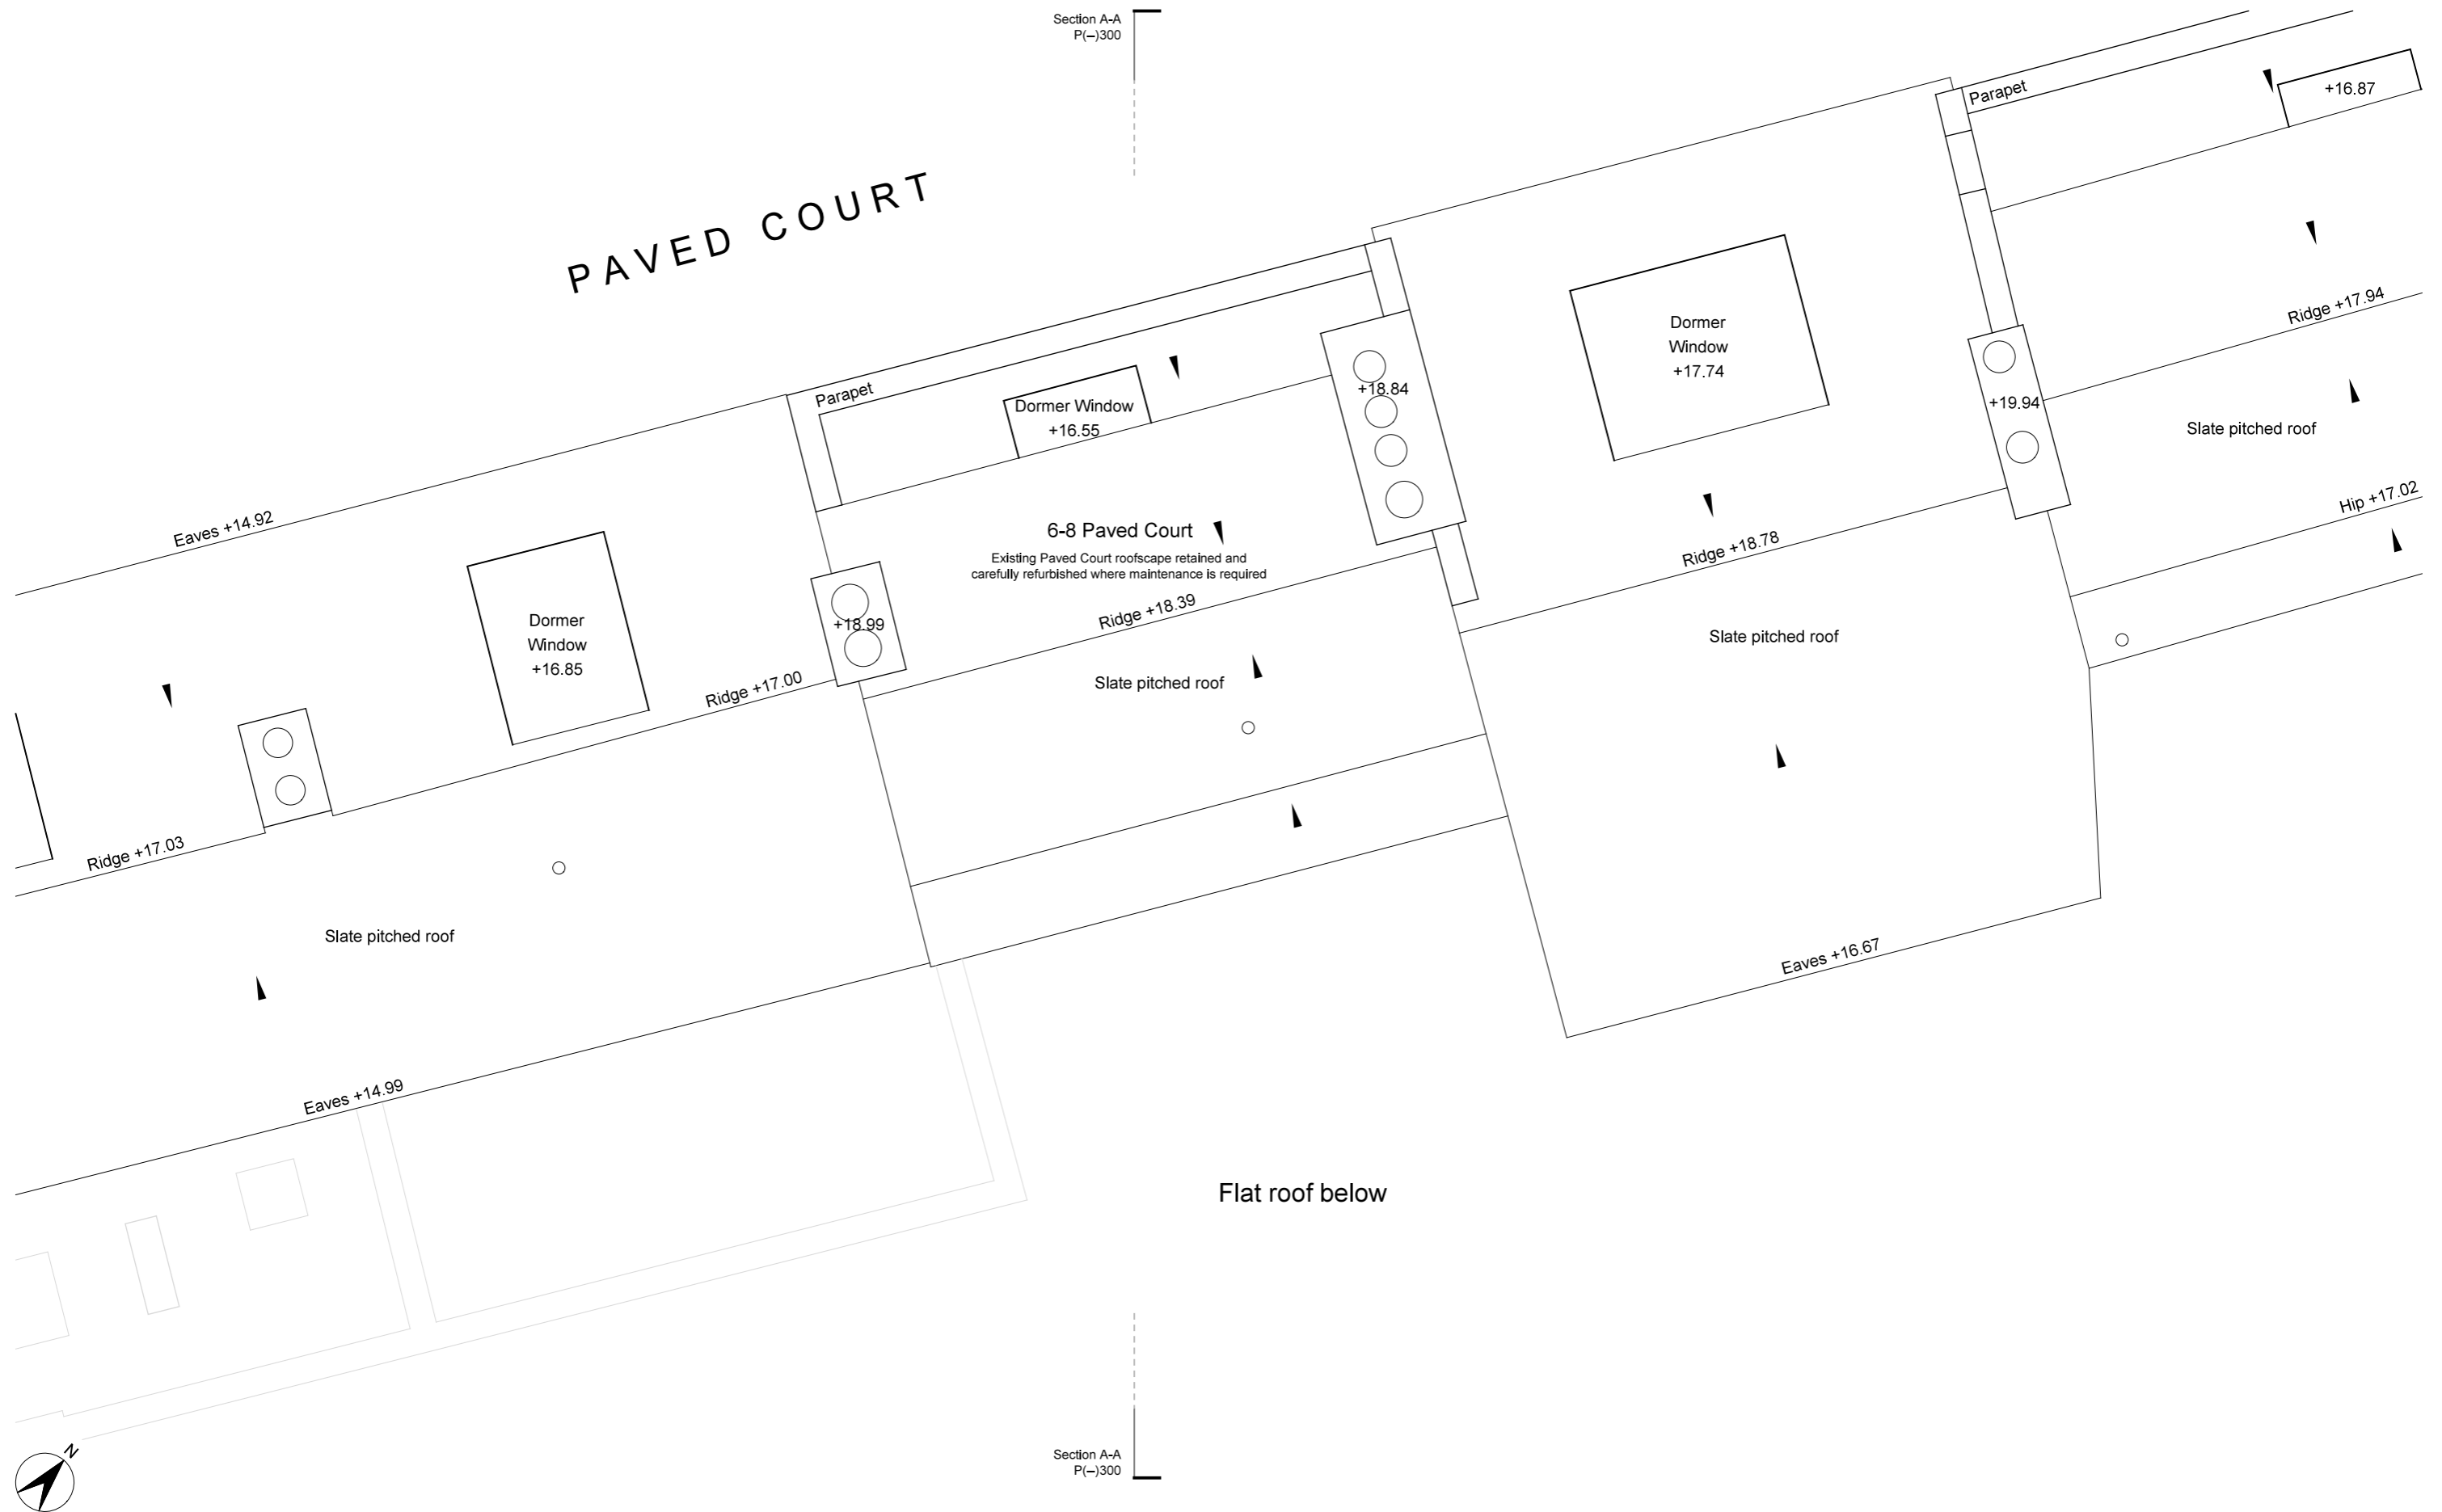 Section A-A
P(–)300
PAVED COURT
Parapet
+16.87
Ridge +17.94
Dormer
Window
+17.74
Parapet
Dormer Window
+16.55
+18.84
+19.94
Slate pitched roof
Hip +17.02
Eaves +14.92
6-8 Paved Court
Existing Paved Court roofscape retained and
carefully refurbished where maintenance is required
Ridge +18.39
Ridge +18.78
Dormer
Window
+16.85
+18.99
Slate pitched roof
Ridge +17.00
Slate pitched roof
Ridge +17.03
Slate pitched roof
Eaves +16.67
Eaves +14.99
Flat roof below
Section A-A
P(–)300
N